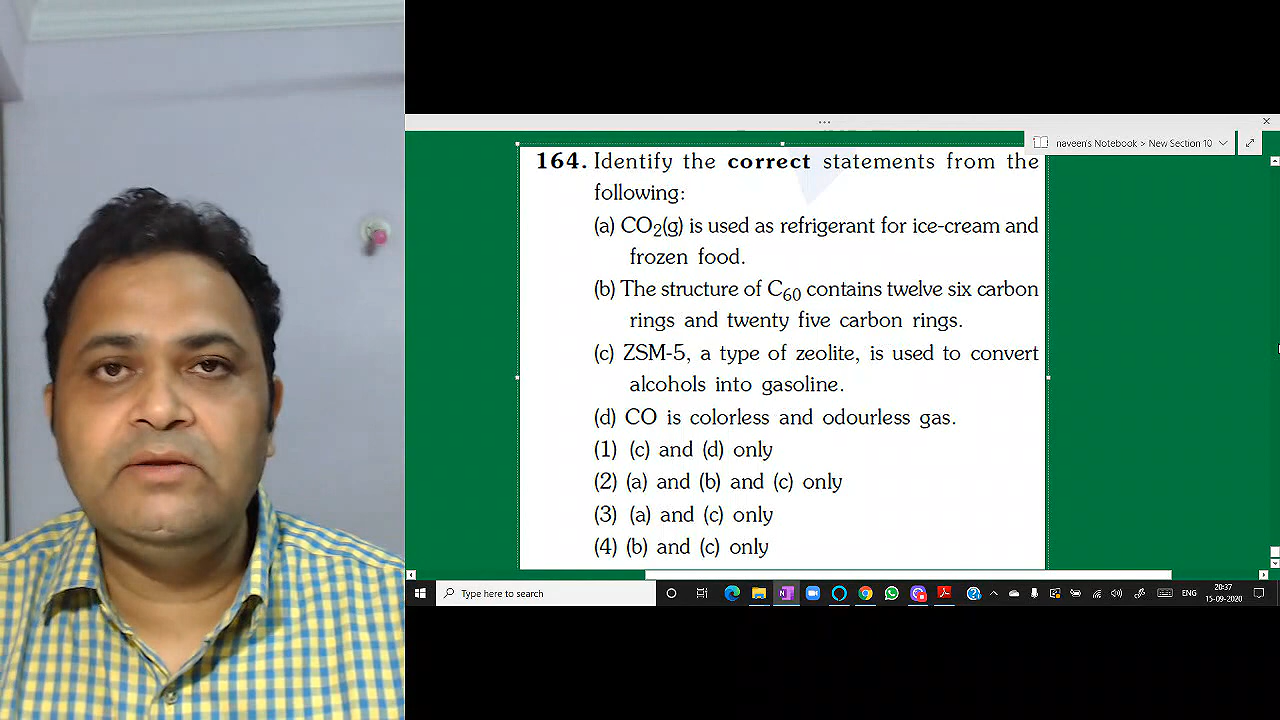 naveen's Notebook > New Section 10
164. Identify the correct statements from the
following:
(a) CO₂(g) is used as refrigerant for ice-cream and
frozen food.
(b) The structure of C₆₀ contains twelve six carbon
rings and twenty five carbon rings.
(c) ZSM-5, a type of zeolite, is used to convert
alcohols into gasoline.
(d) CO is colorless and odourless gas.
(1) (c) and (d) only
(2) (a) and (b) and (c) only
(3) (a) and (c) only
(4) (b) and (c) only
Type here to search
ENG
20:37
15-09-2020